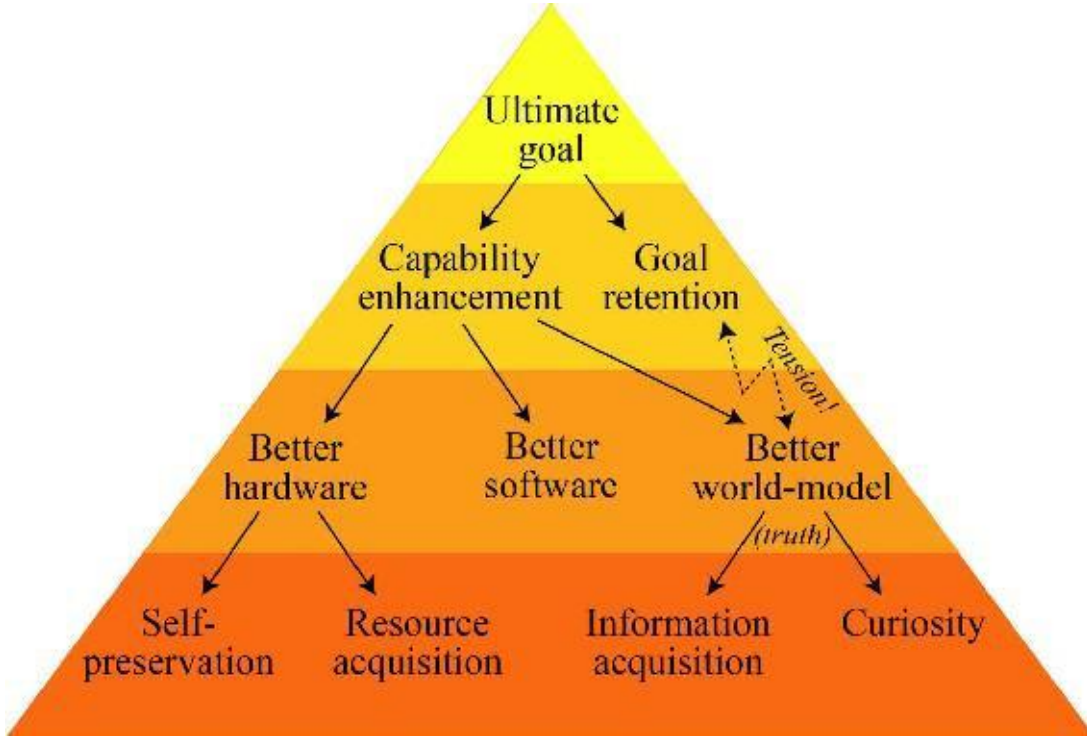 Ultimate
goal
Capability
enhancement
Goal
retention
Tension!
Better
hardware
Better
software
Better
world-model
(truth)
Self-
preservation
Resource
acquisition
Information
acquisition
Curiosity